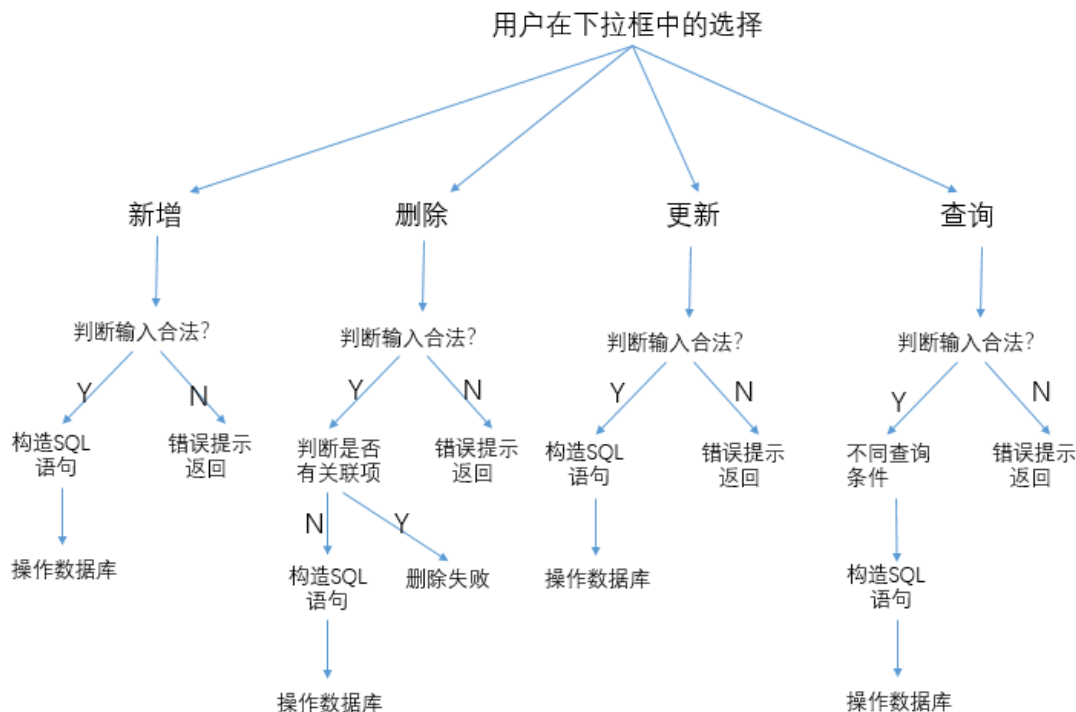 用户在下拉框中的选择
新增
删除
更新
查询
判断输入合法?
判断输入合法?
判断输入合法?
判断输入合法?
Y
N
Y
N
Y
N
Y
N
构造SQL
语句
错误提示
返回
判断是否
有关联项
错误提示
返回
构造SQL
语句
错误提示
返回
不同查询
条件
错误提示
返回
N
Y
操作数据库
构造SQL
语句
删除失败
操作数据库
构造SQL
语句
操作数据库
操作数据库